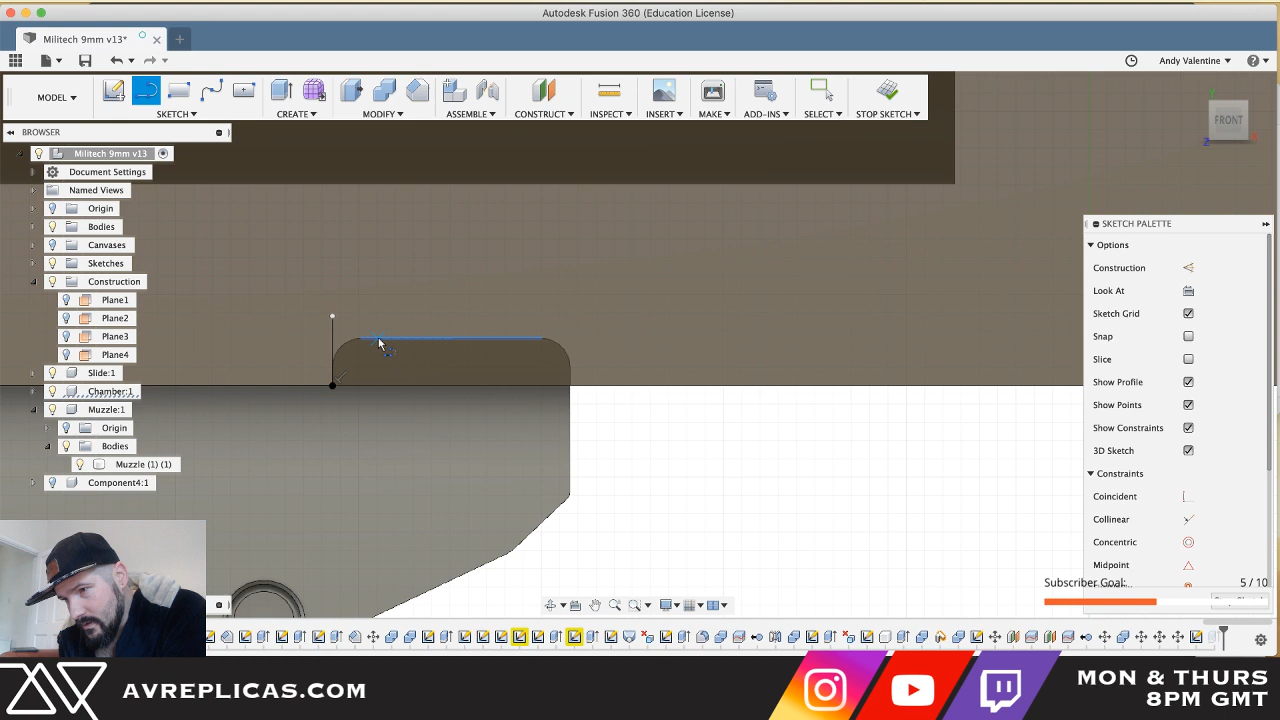 Autodesk Fusion 360 (Education License)
Militech 9mm v13*
Andy Valentine
MODEL
SKETCH
CREATE
MODIFY
ASSEMBLE
CONSTRUCT
INSPECT
INSERT
MAKE
ADD-INS
SELECT
STOP SKETCH
BROWSER
FRONT
Militech 9mm v13
Document Settings
Named Views
Origin
Bodies
Canvases
Sketches
Construction
Plane1
Plane2
Plane3
Plane4
Slide:1
Chamber:1
Muzzle:1
Origin
Bodies
Muzzle (1) (1)
Component4:1
SKETCH PALETTE
Options
Construction
Look At
Sketch Grid
Snap
Slice
Show Profile
Show Points
Show Constraints
3D Sketch
Constraints
Coincident
Collinear
Concentric
Midpoint
Subscriber Goal: 5 / 10
AVREPLICAS.COM
MON & THURS
8PM GMT